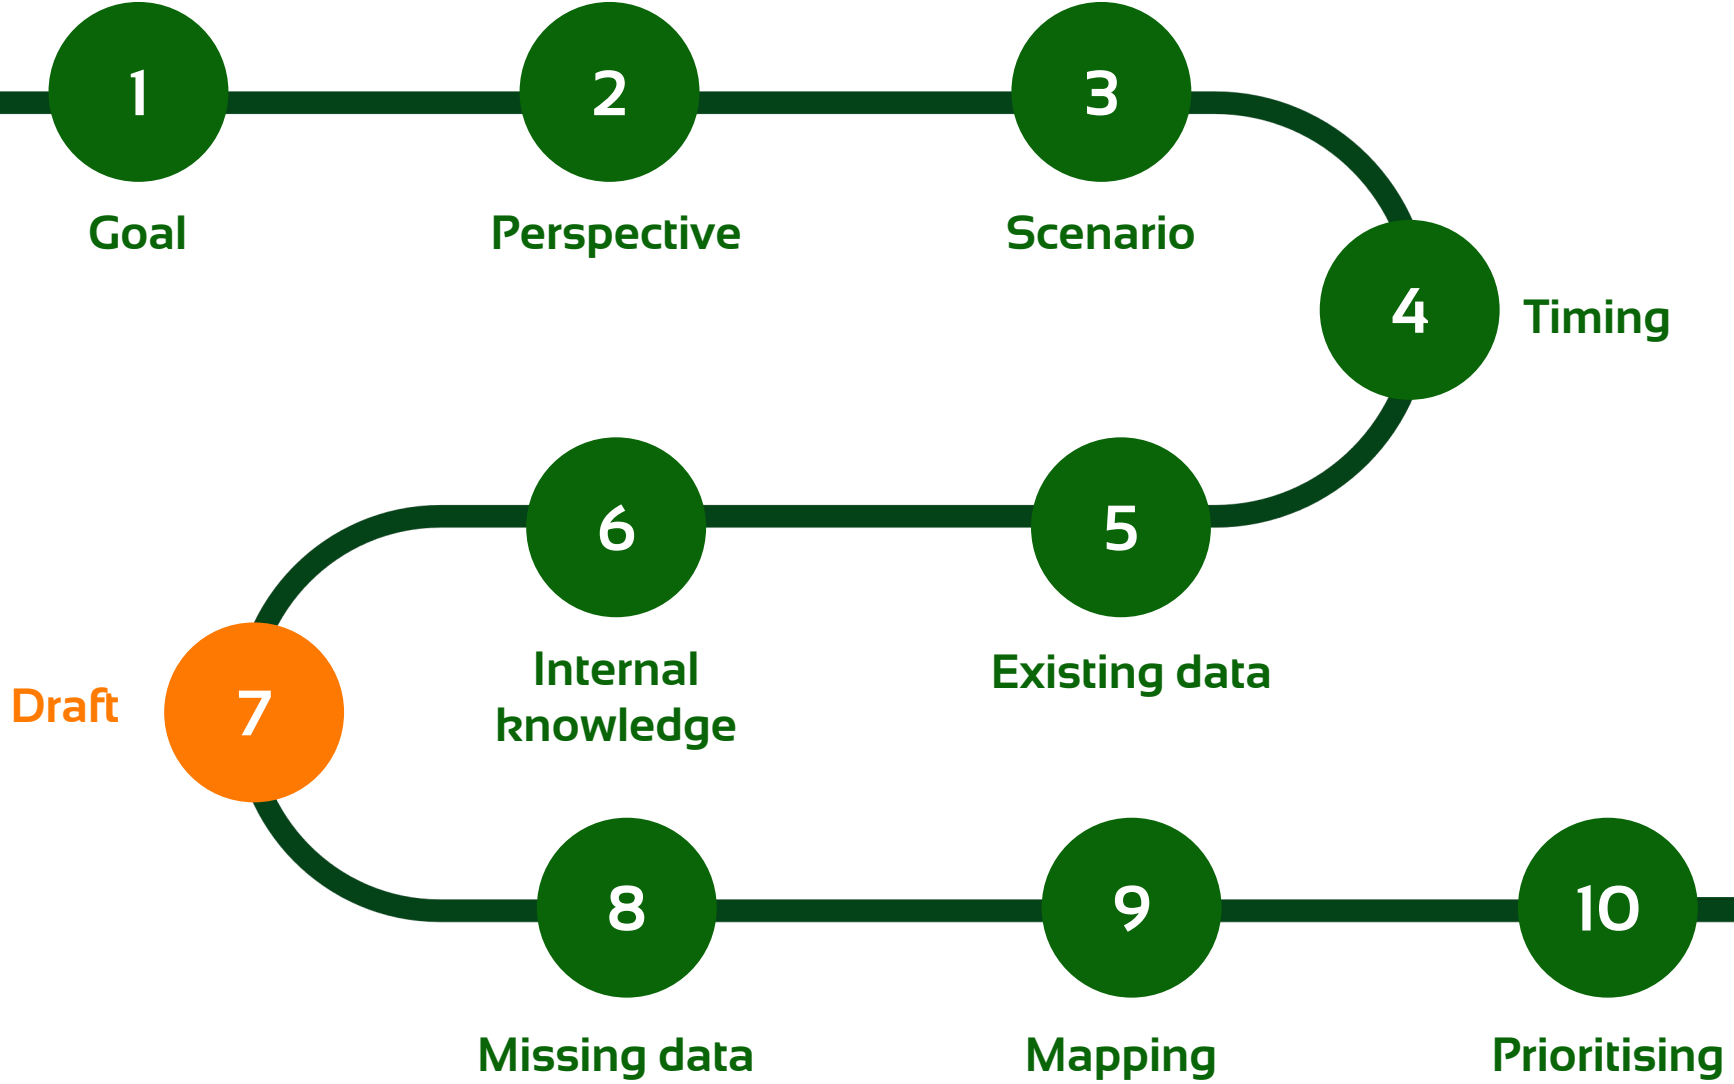 1
Goal
2
Perspective
3
Scenario
4
Timing
5
Existing data
6
Internal
knowledge
7
Draft
8
Missing data
9
Mapping
10
Prioritising